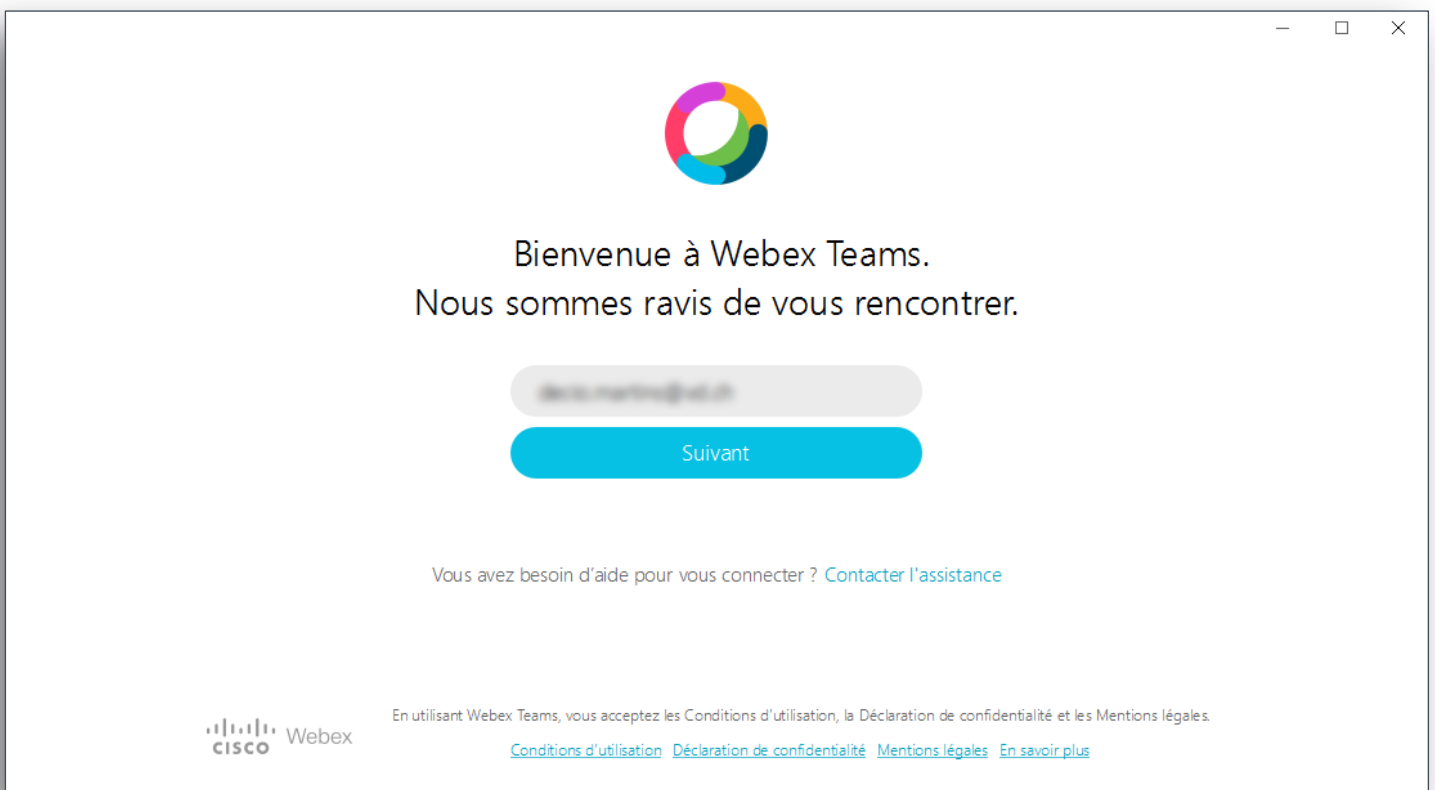 Bienvenue à Webex Teams.
Nous sommes ravis de vous rencontrer.
Suivant
Vous avez besoin d'aide pour vous connecter ? Contacter l'assistance
En utilisant Webex Teams, vous acceptez les Conditions d'utilisation, la Déclaration de confidentialité et les Mentions légales.
CISCO Webex
Conditions d'utilisation Déclaration de confidentialité Mentions légales En savoir plus